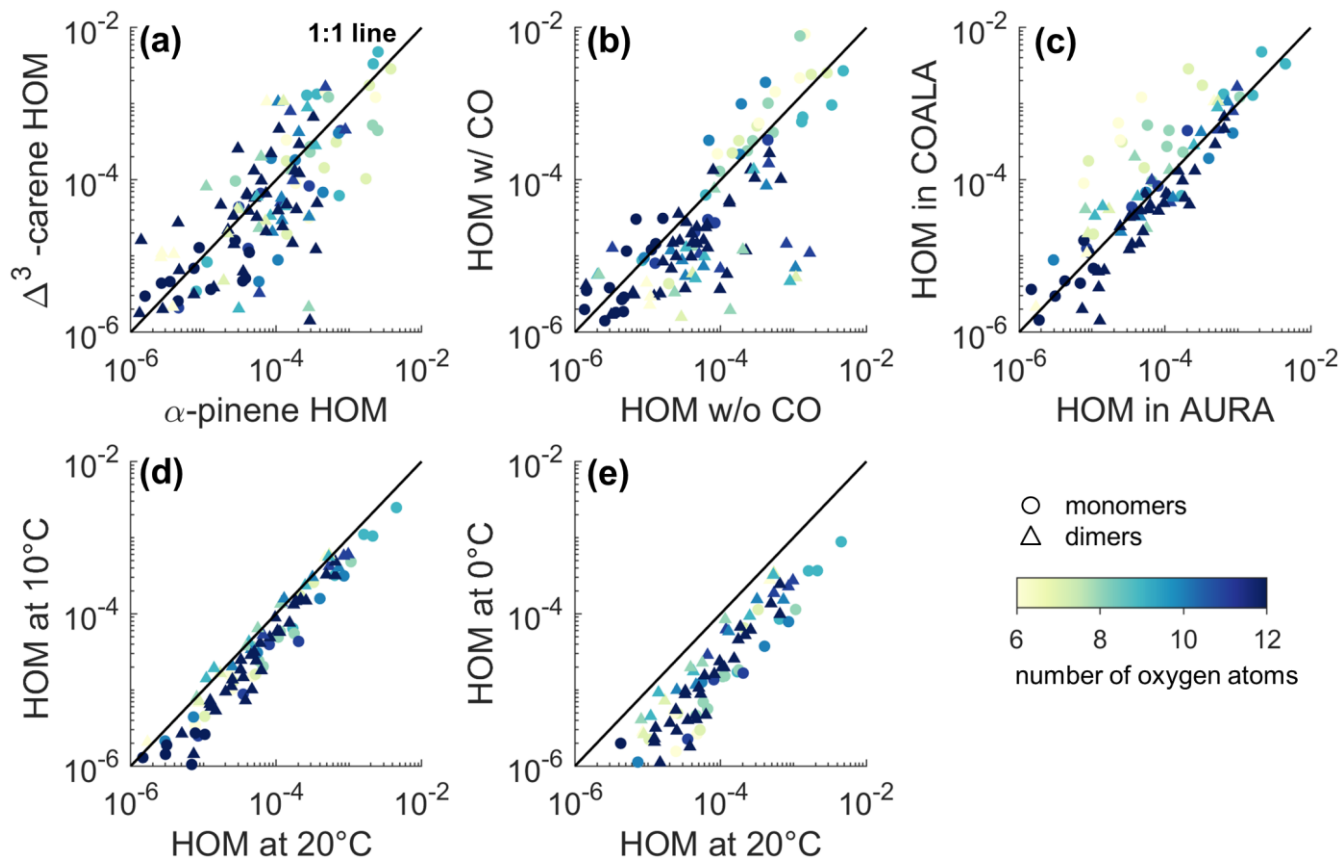 (a)
1:1 line
10⁻²
10⁻⁴
10⁻⁶
Δ³ -carene HOM
10⁻⁶
10⁻⁴
10⁻²
α-pinene HOM
(b)
10⁻²
10⁻⁴
10⁻⁶
HOM w/ CO
10⁻⁶
10⁻⁴
10⁻²
HOM w/o CO
(c)
10⁻²
10⁻⁴
10⁻⁶
HOM in COALA
10⁻⁶
10⁻⁴
10⁻²
HOM in AURA
(d)
10⁻²
10⁻⁴
10⁻⁶
HOM at 10°C
10⁻⁶
10⁻⁴
10⁻²
HOM at 20°C
(e)
10⁻²
10⁻⁴
10⁻⁶
HOM at 0°C
10⁻⁶
10⁻⁴
10⁻²
HOM at 20°C
monomers
dimers
6 8 10 12
number of oxygen atoms